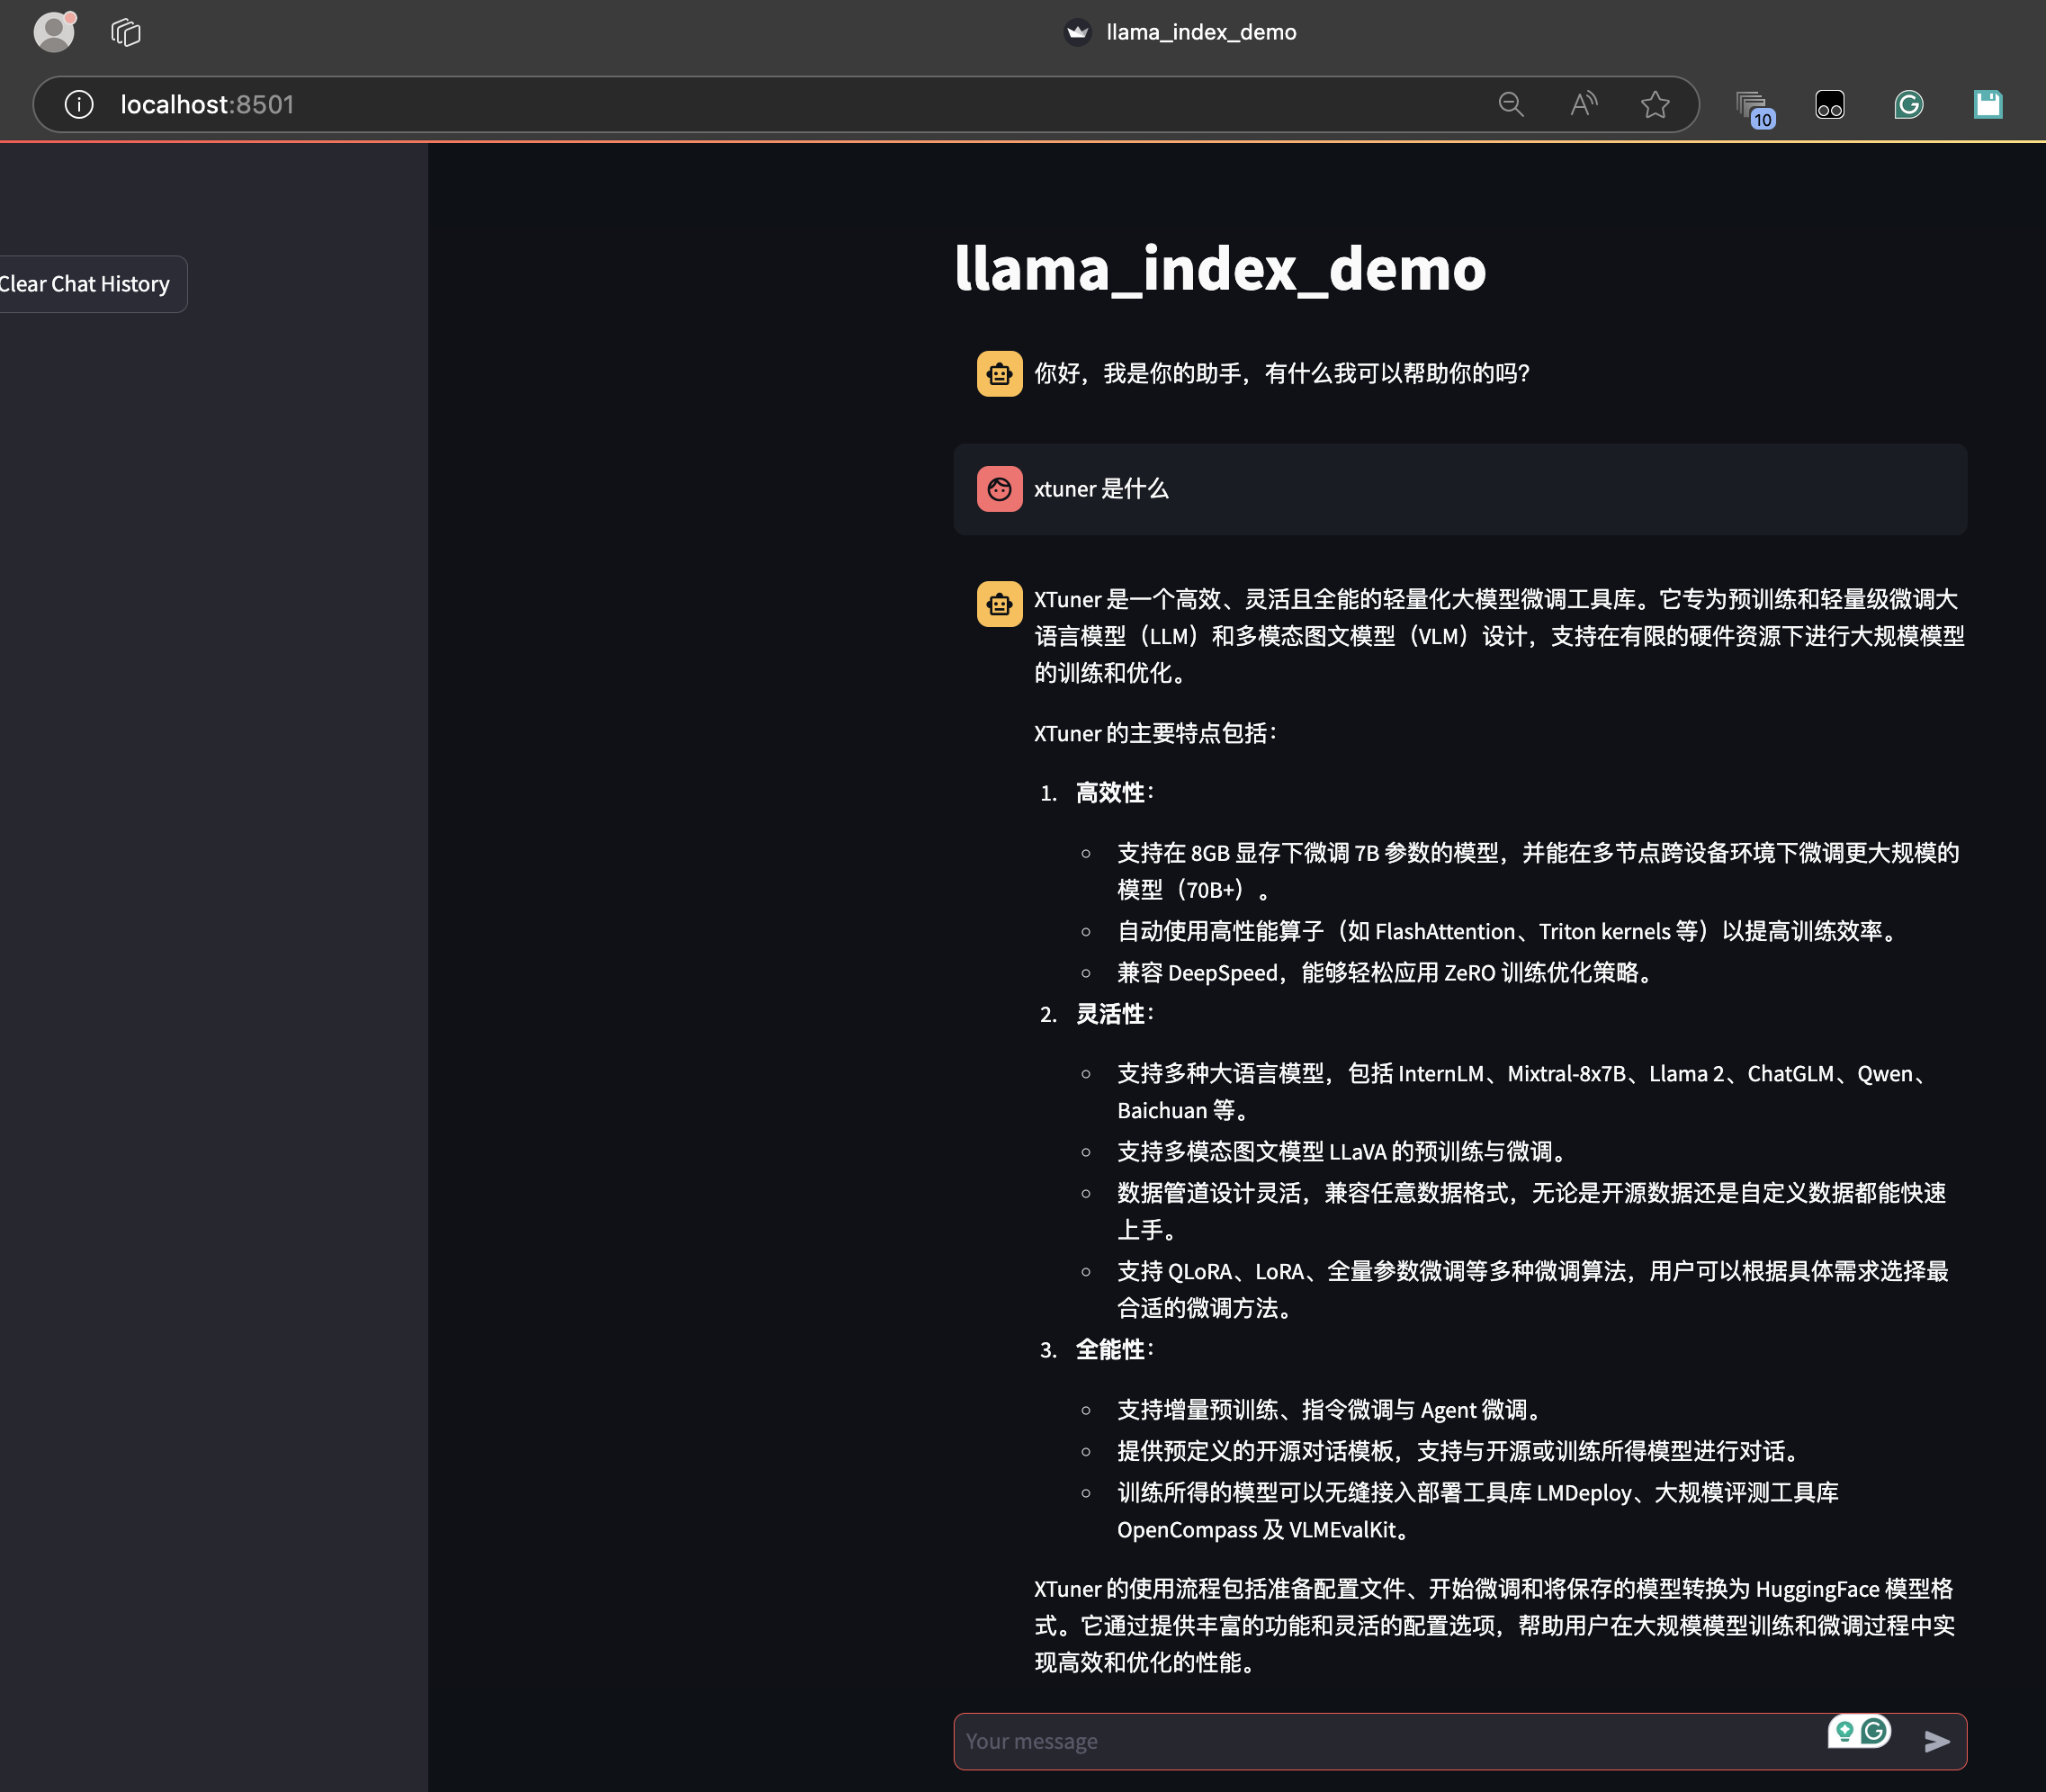 llama_index_demo
localhost:8501
10
Clear Chat History
llama_index_demo
你好，我是你的助手，有什么我可以帮助你的吗?
xtuner 是什么
XTuner 是一个高效、灵活且全能的轻量化大模型微调工具库。它专为预训练和轻量级微调大
语言模型（LLM）和多模态图文模型（VLM）设计，支持在有限的硬件资源下进行大规模模型
的训练和优化。
XTuner 的主要特点包括：
1. 高效性：
支持在 8GB 显存下微调 7B 参数的模型，并能在多节点跨设备环境下微调更大规模的
模型（70B+）。
自动使用高性能算子（如 FlashAttention、Triton kernels 等）以提高训练效率。
兼容 DeepSpeed，能够轻松应用 ZeRO 训练优化策略。
2. 灵活性：
支持多种大语言模型，包括 InternLM、Mixtral-8x7B、Llama 2、ChatGLM、Qwen、
Baichuan 等。
支持多模态图文模型 LLaVA 的预训练与微调。
数据管道设计灵活，兼容任意数据格式，无论是开源数据还是自定义数据都能快速
上手。
支持 QLoRA、LoRA、全量参数微调等多种微调算法，用户可以根据具体需求选择最
合适的微调方法。
3. 全能性：
支持增量预训练、指令微调与 Agent 微调。
提供预定义的开源对话模板，支持与开源或训练所得模型进行对话。
训练所得的模型可以无缝接入部署工具库 LMDeploy、大规模评测工具库
OpenCompass 及 VLMEvalKit。
XTuner 的使用流程包括准备配置文件、开始微调和将保存的模型转换为 HuggingFace 模型格
式。它通过提供丰富的功能和灵活的配置选项，帮助用户在大规模模型训练和微调过程中实
现高效和优化的性能。
Your message